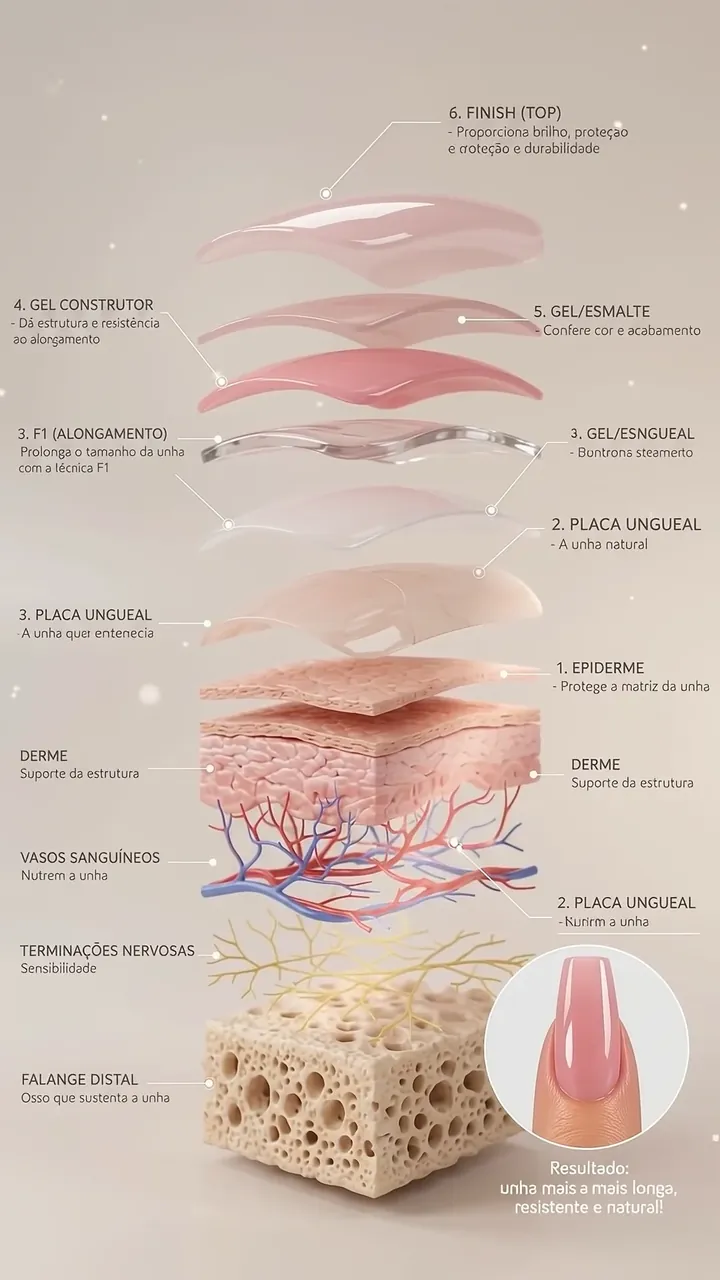 6. FINISH (TOP)
- Proporciona brilho, proteção
e croteção e durabilidade
4. GEL CONSTRUTOR
- Dá estrutura e resistência
ao alongamento
5. GEL/ESMALTE
- Confere cor e acabamento
3. F1 (ALONGAMENTO)
Prolonga o tamanho da unha
com a técnica F1
3. GEL/ESNGUEAL
- Buntrona steamerto
2. PLACA UNGUEAL
- A unha natural
3. PLACA UNGUEAL
- A unha quer entenecia
1. EPIDERME
- Protege a matriz da unha
DERME
Suporte da estrutura
DERME
Suporte da estrutura
VASOS SANGUÍNEOS
Nutrem a unha
2. PLACA UNGUEAL
- a unha
TERMINAÇÕES NERVOSAS
Sensibilidade
FALANGE DISTAL
Osso que sustenta a unha
Resultado:
unha mais a mais longa,
resistente e natural!